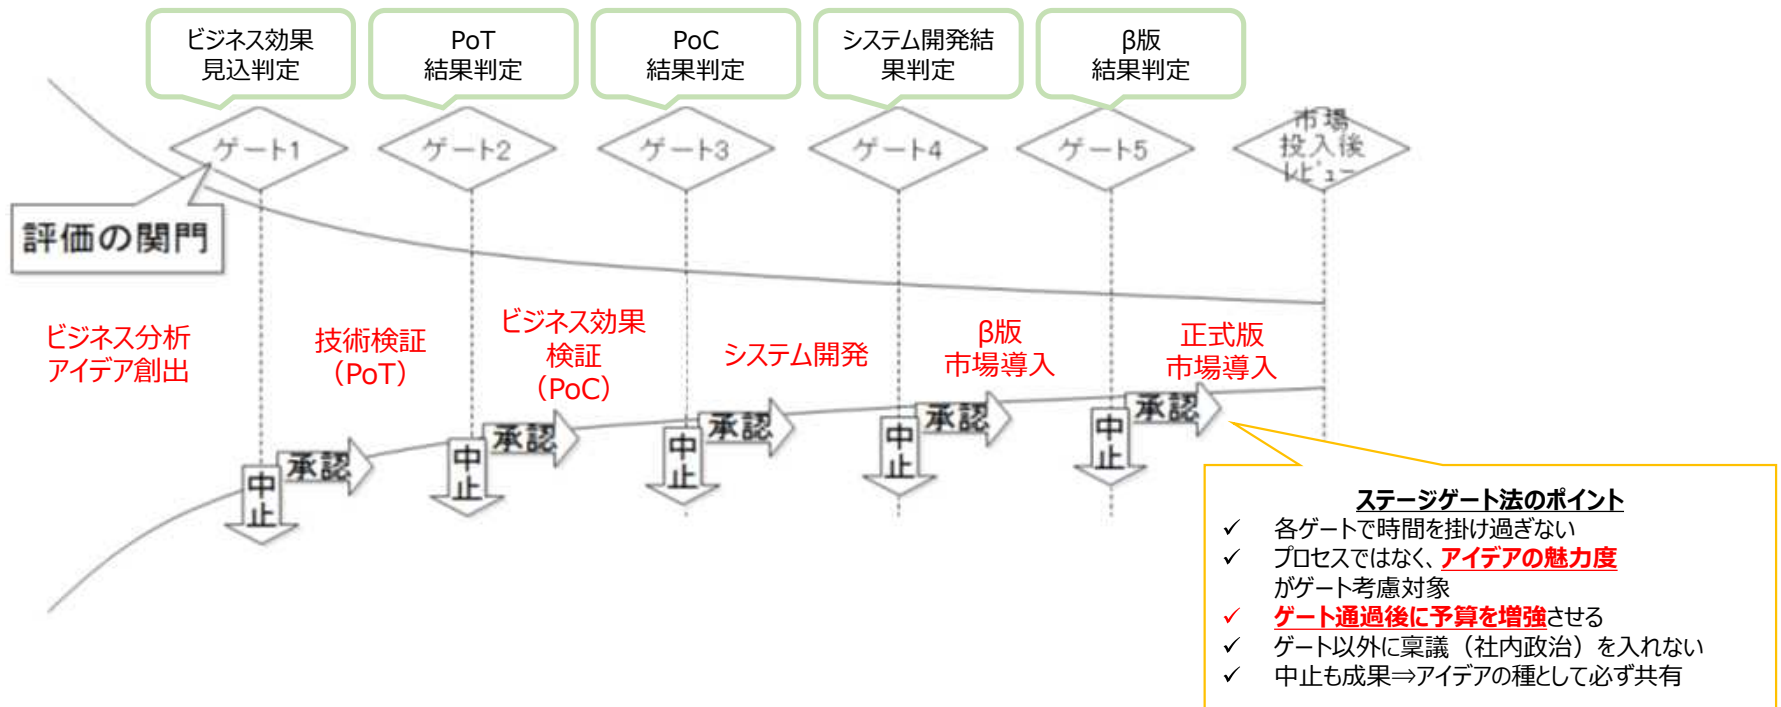 ビジネス効果
見込判定
PoT
結果判定
PoC
結果判定
システム開発結
果判定
β版
結果判定
ゲート1
ゲート2
ゲート3
ゲート4
ゲート5
市場
投入後
レビュー
評価の関門
ビジネス分析
アイデア創出
技術検証
（PoT）
ビジネス効果
検証
（PoC）
システム開発
β版
市場導入
正式版
市場導入
中止
承認
中止
承認
中止
承認
中止
承認
中止
承認
ステージゲート法のポイント
✓ 各ゲートで時間を掛け過ぎない
✓ プロセスではなく、アイデアの魅力度
がゲート考慮対象
✓ ゲート通過後に予算を増強させる
✓ ゲート以外に稟議（社内政治）を入れない
✓ 中止も成果⇒アイデアの種として必ず共有